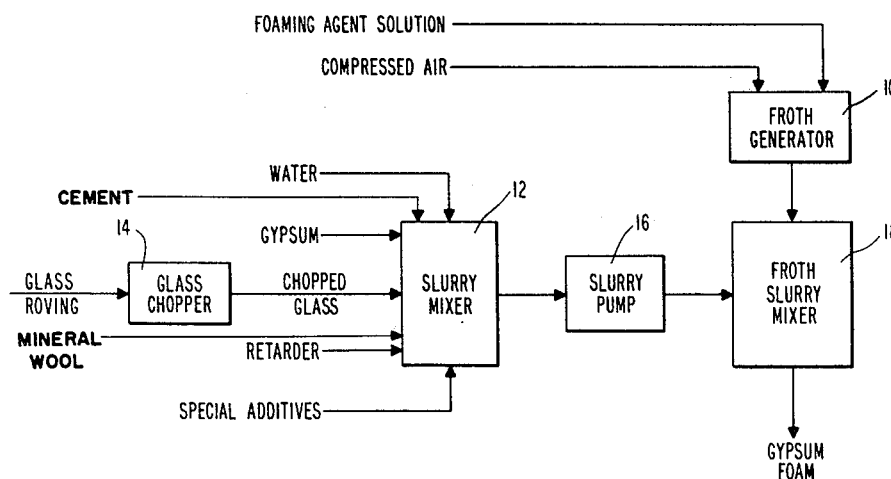 FOAMING AGENT SOLUTION
COMPRESSED AIR
10
FROTH
GENERATOR
WATER
CEMENT
12
GYPSUM
14
16
GLASS
ROVING
GLASS
CHOPPER
CHOPPED
GLASS
SLURRY
MIXER
SLURRY
PUMP
FROTH
SLURRY
MIXER
MINERAL
WOOL
RETARDER
SPECIAL ADDITIVES
GYPSUM
FOAM